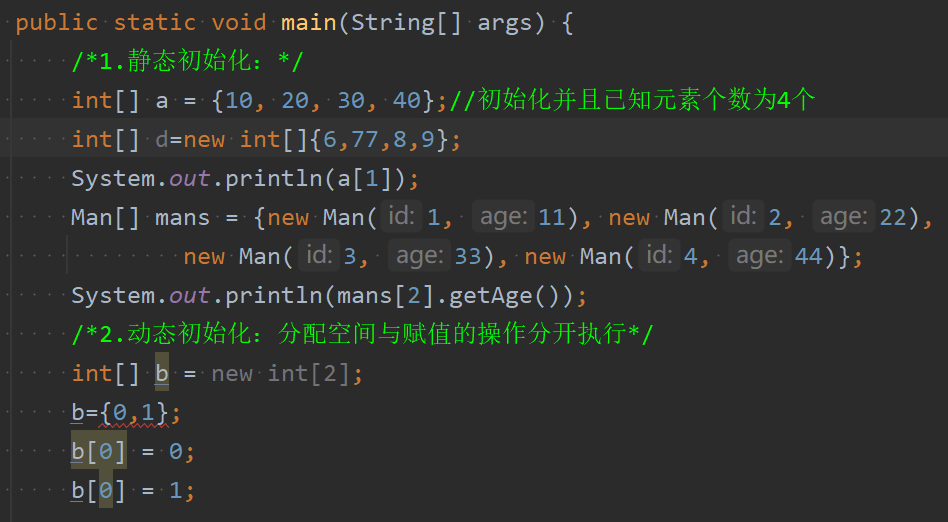 public static void main(String[] args) {
/*1.静态初始化：*/
int[] a = {10, 20, 30, 40};//初始化并且已知元素个数为4个
int[] d=new int[]{6,77,8,9};
System.out.println(a[1]);
Man[] mans = {new Man( id: 1, age: 11), new Man( id: 2, age: 22),
new Man( id: 3, age: 33), new Man( id: 4, age: 44)};
System.out.println(mans[2].getAge());
/*2.动态初始化：分配空间与赋值的操作分开执行*/
int[] b = new int[2];
b={0,1};
b[0] = 0;
b[0] = 1;